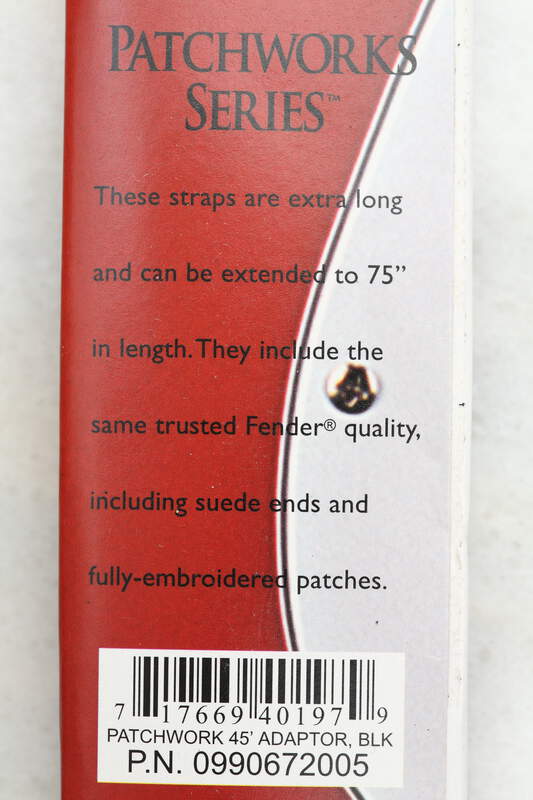 PATCHWORKS
SERIES™
These straps are extra long
and can be extended to 75”
in length. They include the
same trusted Fender® quality,
including suede ends and
fully-embroidered patches.
7 17669 40197 9
PATCHWORK 45' ADAPTOR, BLK
P.N. 0990672005